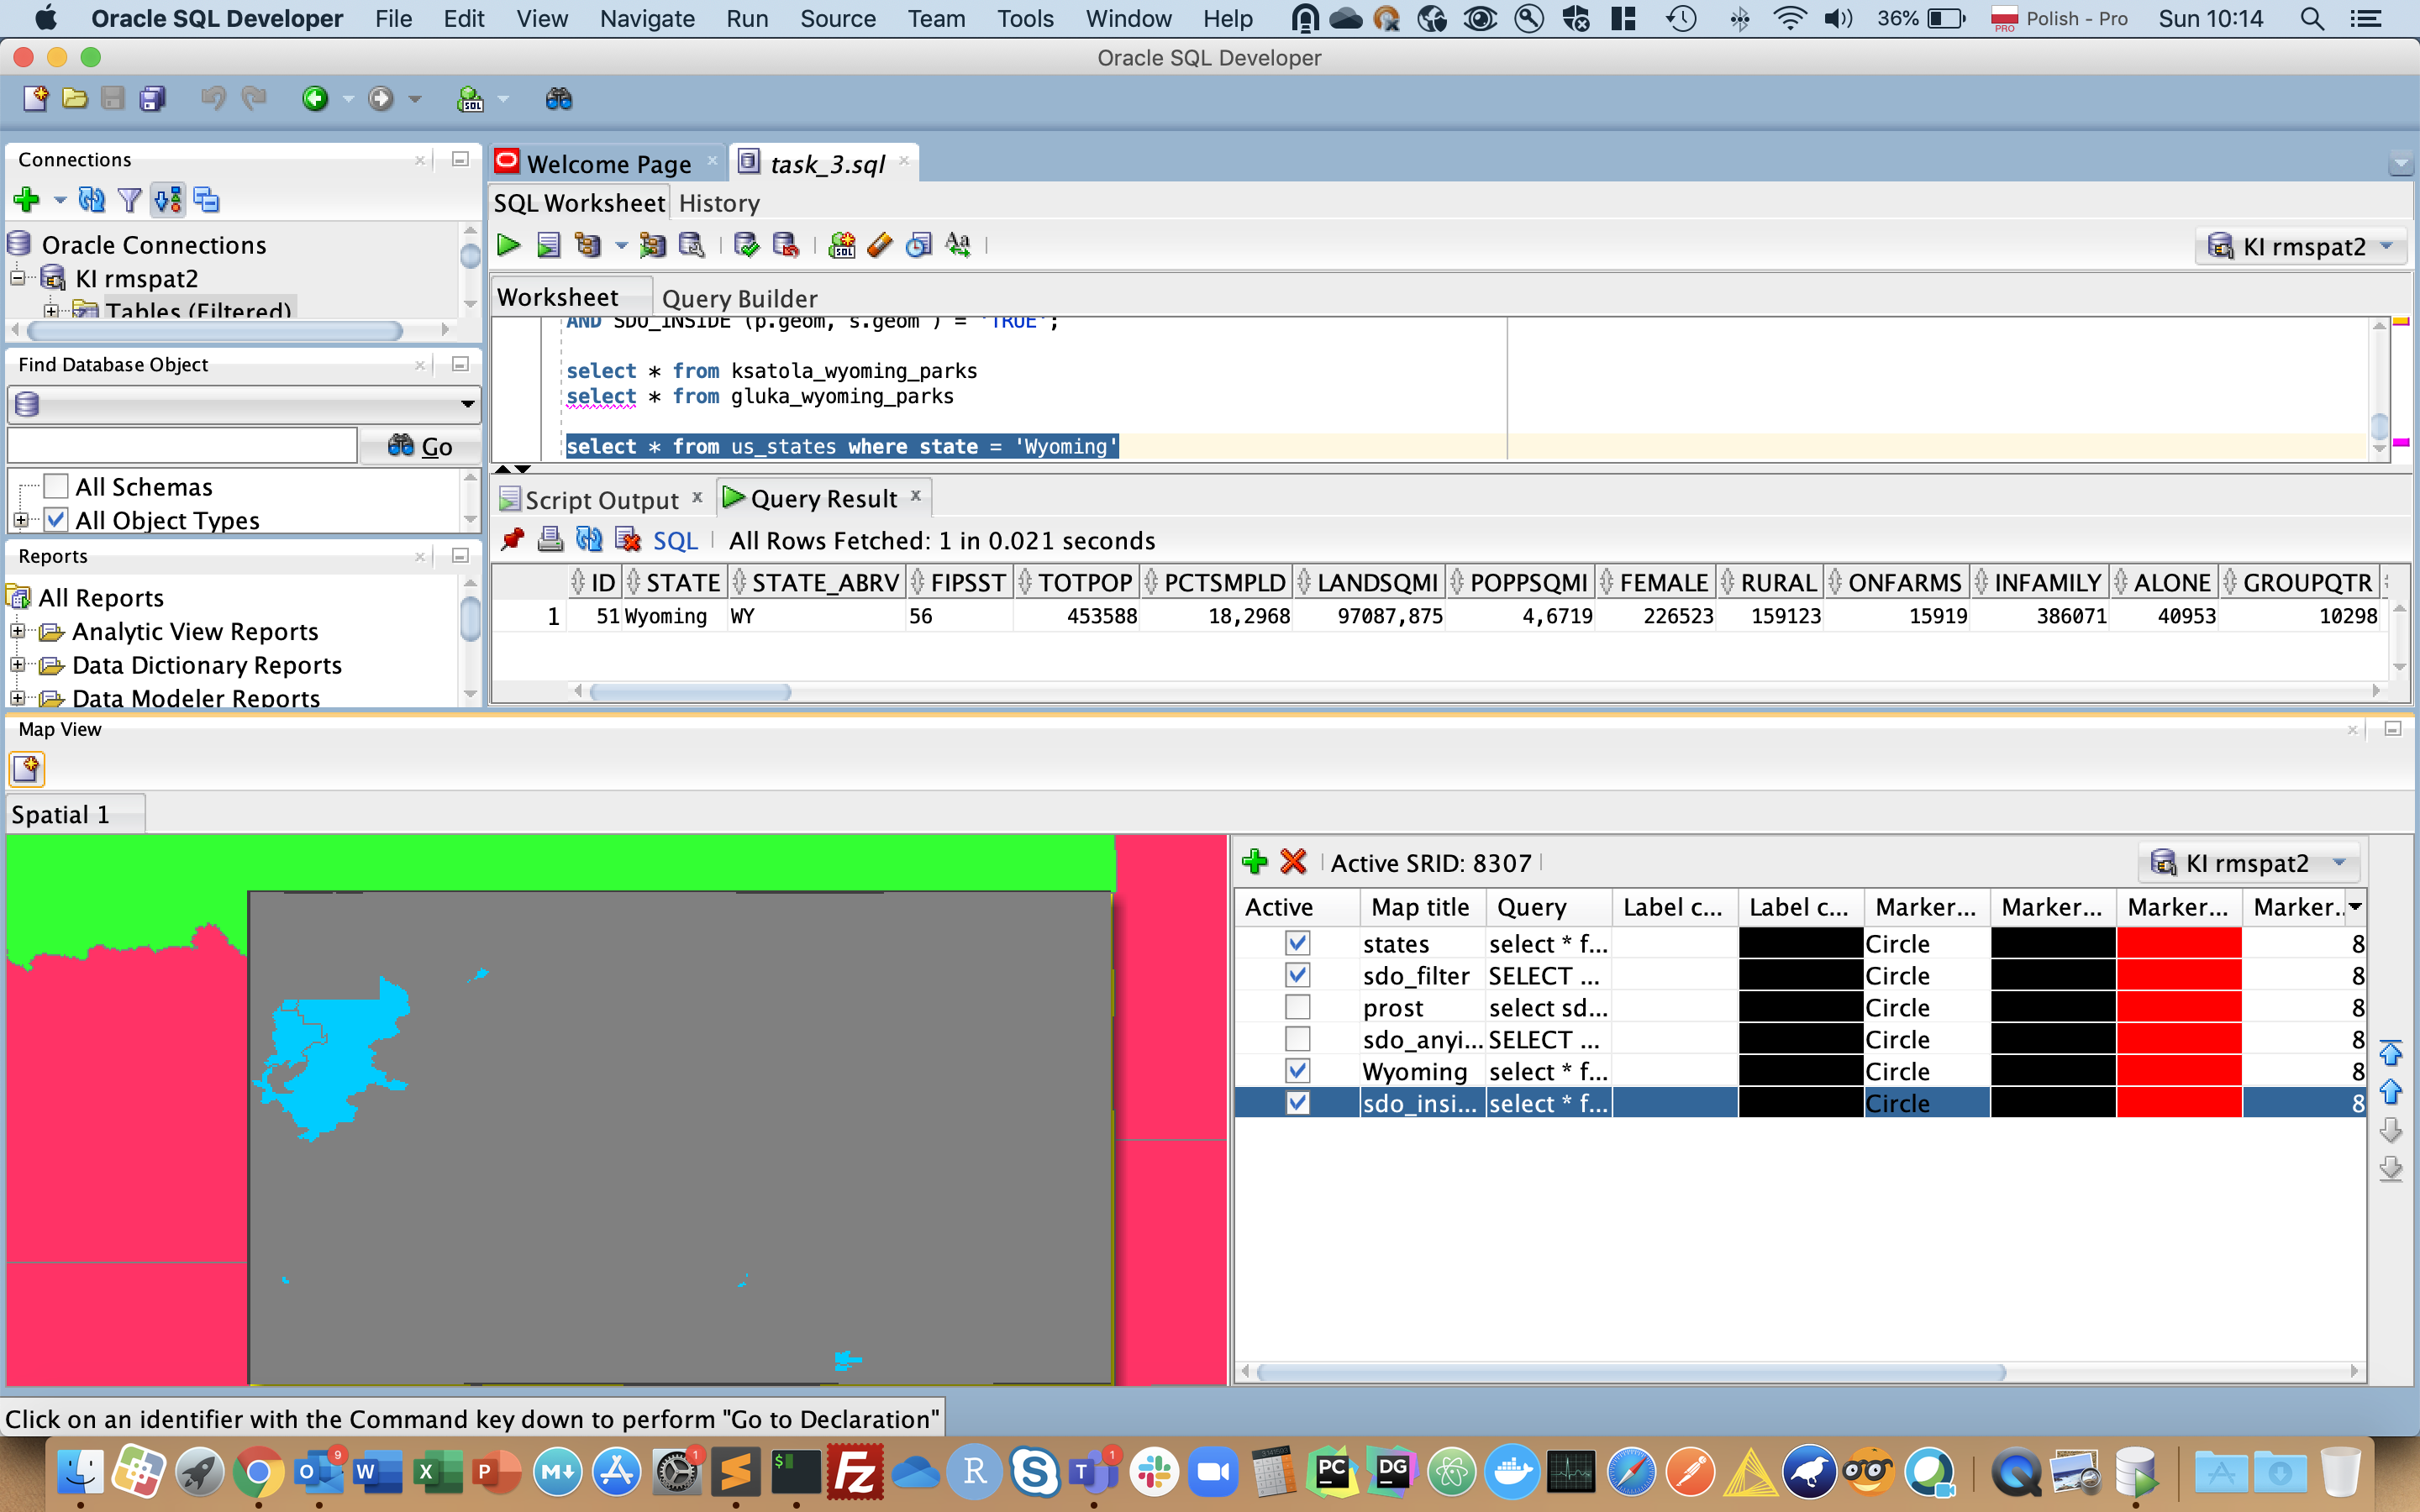 Oracle SQL Developer File Edit View Navigate Run Source Team Tools Window Help 36% PRO Polish - Pro Sun 10:14
Oracle SQL Developer
Connections
Oracle Connections
KI rmspat2
Tables (Filtered)
Find Database Object
Go
All Schemas
All Object Types
Reports
All Reports
Analytic View Reports
Data Dictionary Reports
Data Modeler Reports
Welcome Page task_3.sql
SQL Worksheet History
KI rmspat2
Worksheet Query Builder
AND SDO_INSIDE (p.geom, s.geom ) = 'TRUE';
select * from ksatola_wyoming_parks
select * from gluka_wyoming_parks
select * from us_states where state = 'Wyoming'
Script Output Query Result
SQL All Rows Fetched: 1 in 0.021 seconds
ID STATE STATE_ABRV FIPSST TOTPOP PCTSMPLD LANDSQMI POPPSQMI FEMALE RURAL ONFARMS INFAMILY ALONE GROUPQTR
1 51 Wyoming WY 56 453588 18,2968 97087,875 4,6719 226523 159123 15919 386071 40953 10298
Map View
Spatial 1
Active SRID: 8307 KI rmspat2
Active Map title Query Label c... Label c... Marker... Marker... Marker... Marker..
states select * f... Circle 8
sdo_filter SELECT ... Circle 8
prost select sd... Circle 8
sdo_anyi... SELECT ... Circle 8
Wyoming select * f... Circle 8
sdo_insi... select * f... Circle 8
Click on an identifier with the Command key down to perform "Go to Declaration"
9 W X P M 1 S $ Fz R S T 1 PC DG